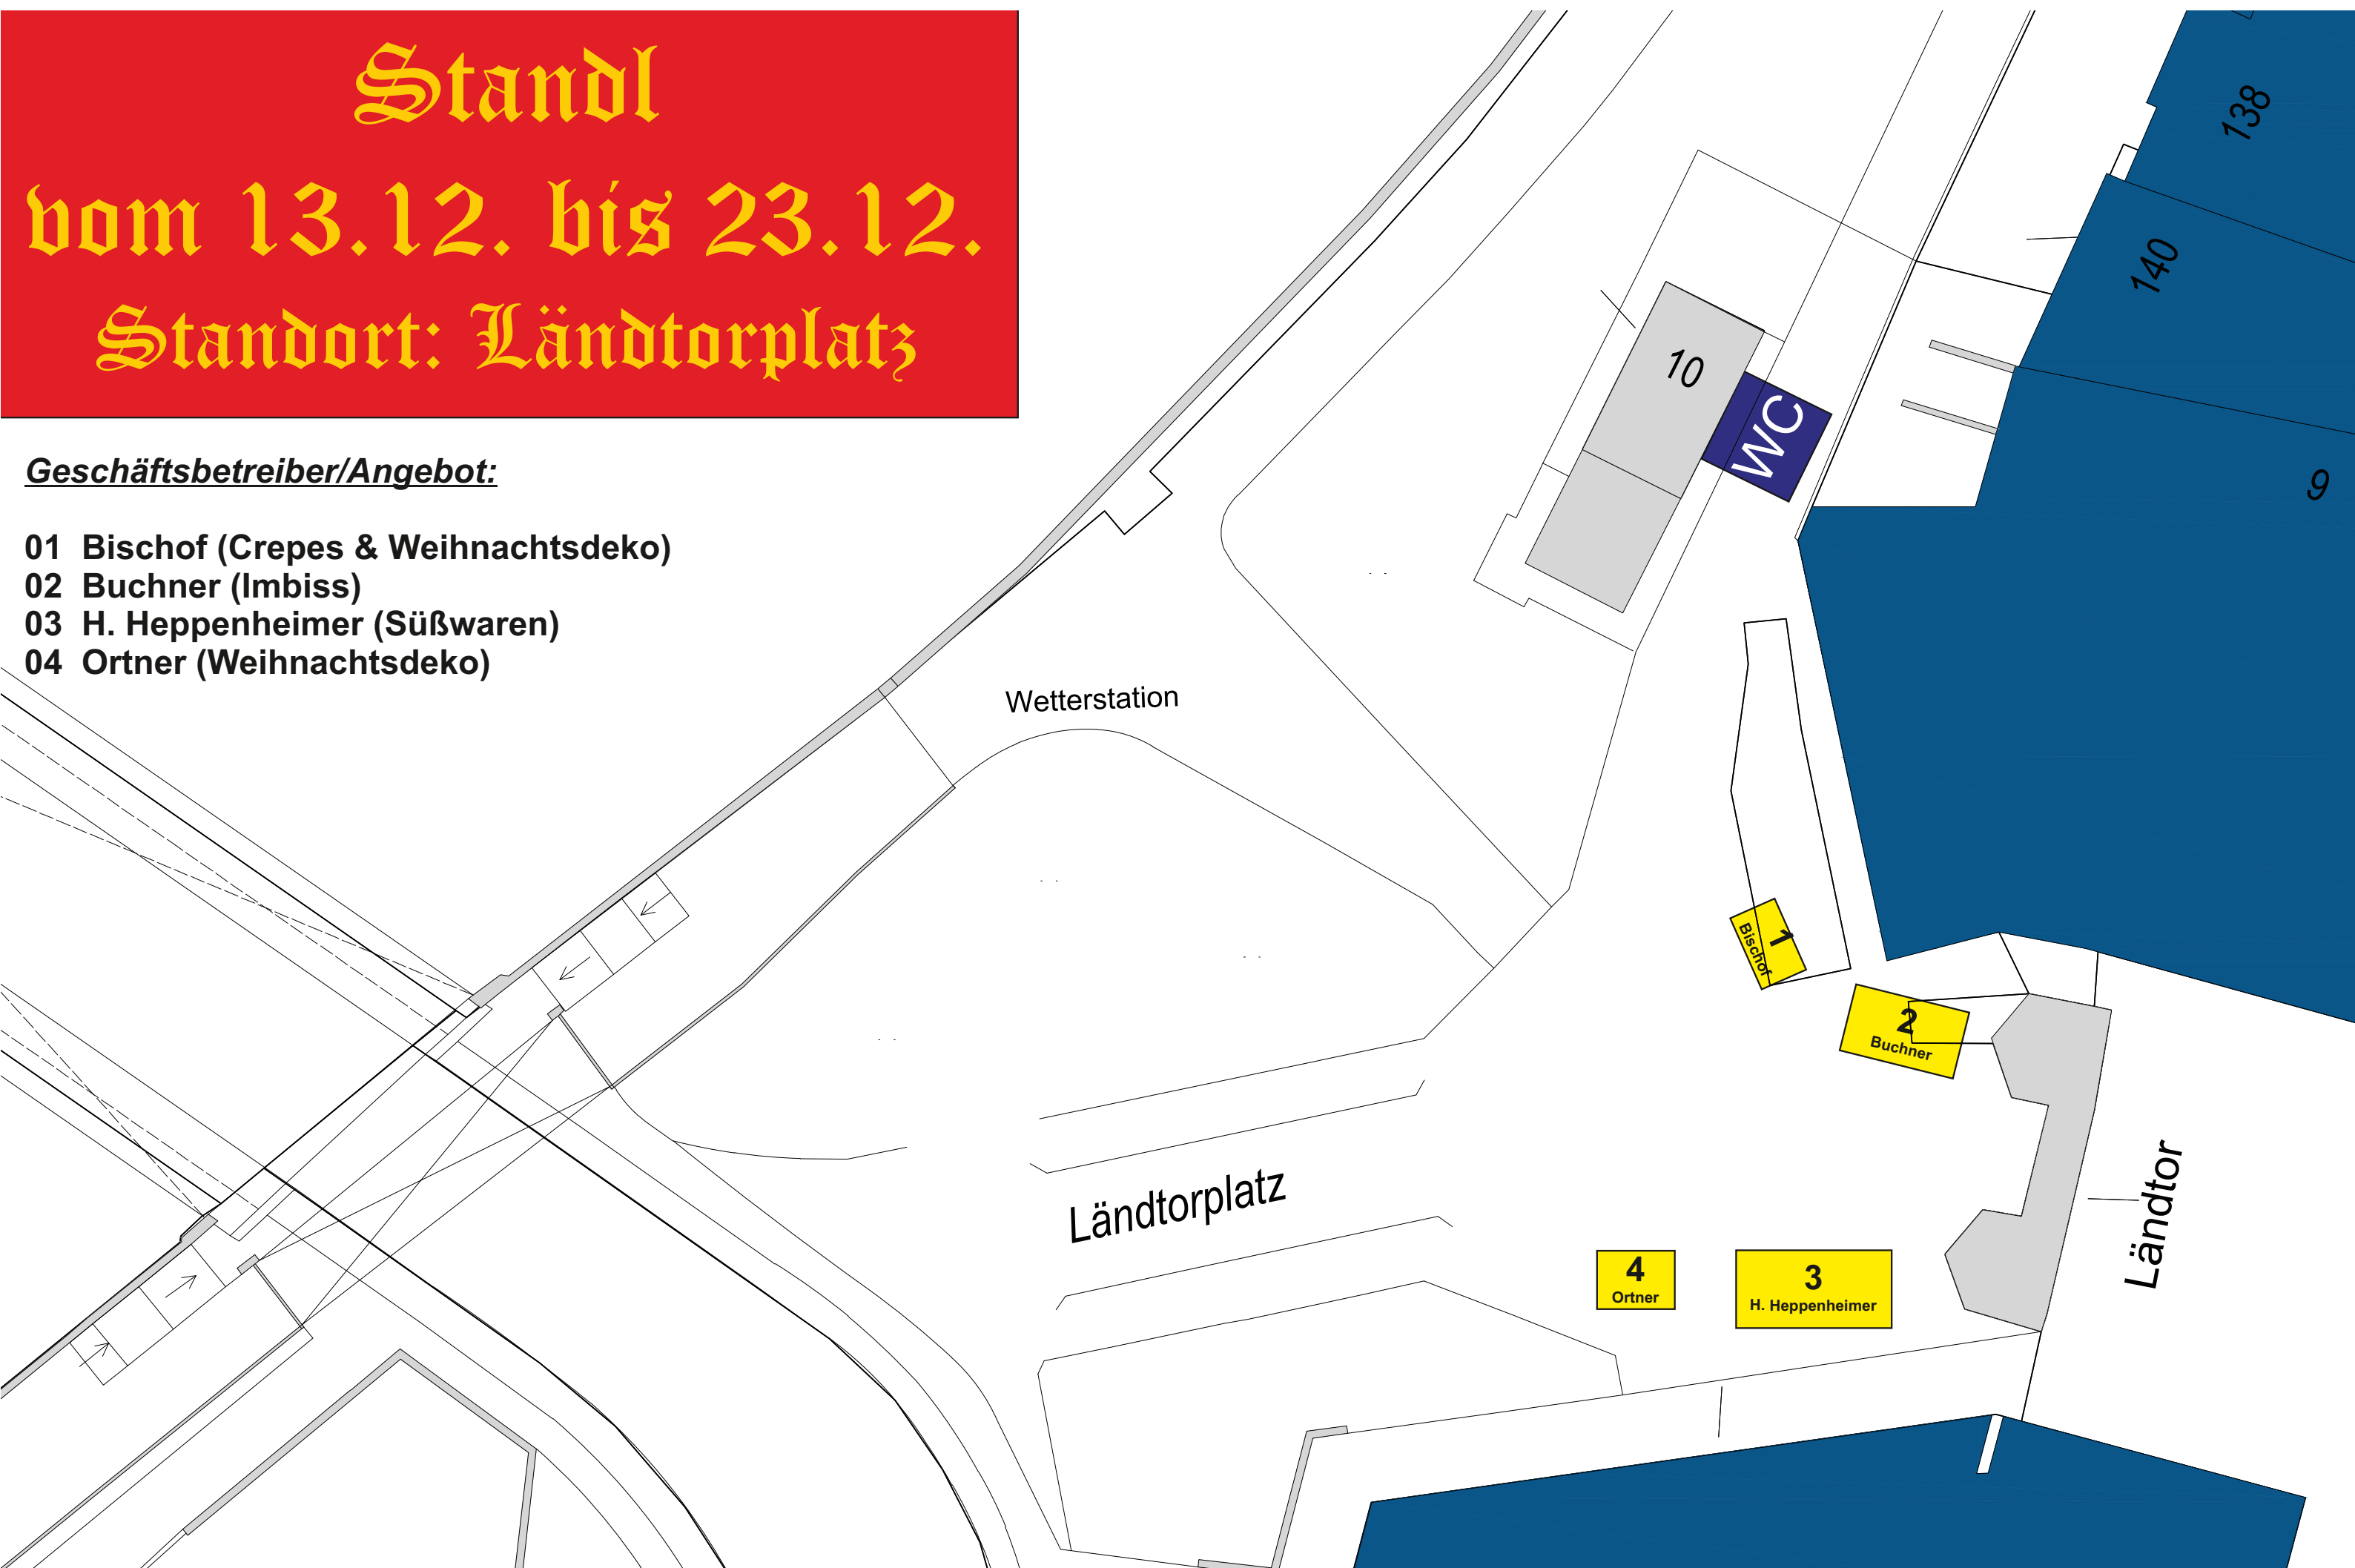 Standl
vom 13.12. bis 23.12.
Standort: Ländtorplatz
Geschäftsbetreiber/Angebot:
01 Bischof (Crepes & Weihnachtsdeko)
02 Buchner (Imbiss)
03 H. Heppenheimer (Süßwaren)
04 Ortner (Weihnachtsdeko)
138
140
10
WC
9
Wetterstation
1
Bischof
2
Buchner
Ländtorplatz
Ländtor
4
Ortner
3
H. Heppenheimer